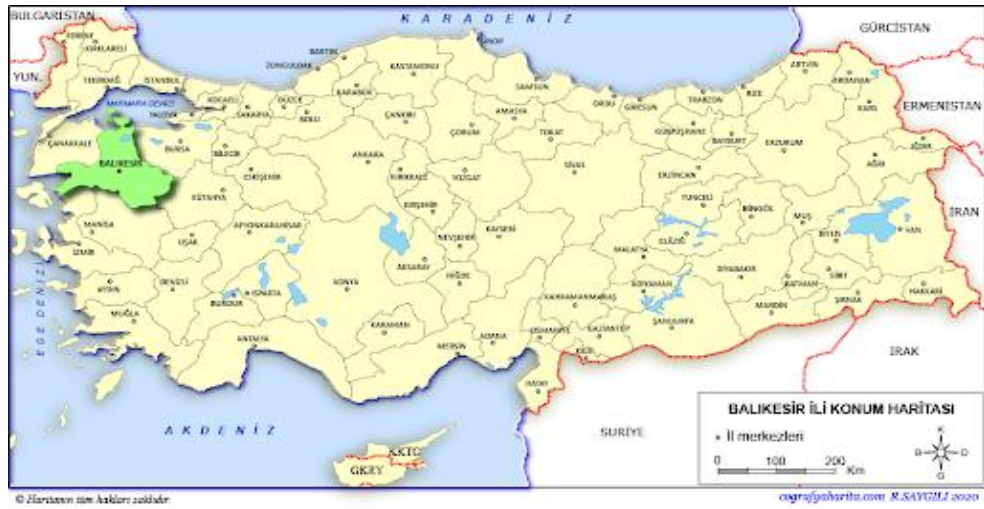 BULGARİSTAN
KARADENİZ
GÜRCİSTAN
EDİRNE
KIRKLARELİ
SİNOP
BARTIN
ZONGULDAK
KASTAMONU
ARTVİN
ARDAHAN
YUN.
TEKİRDAĞ
İSTANBUL
KARABÜK
SAMSUN
ORDU
GİRESUN
TRABZON
RİZE
KARS
ERMENİSTAN
MARMARA DENİZİ
YALOVA
KOCAELİ
SAKARYA
DÜZCE
BOLU
ÇANKIRI
AMASYA
ÇORUM
TOKAT
GÜMÜŞHANE
BAYBURT
ERZURUM
IĞDIR
ÇANAKKALE
BALIKESİR
BURSA
BİLECİK
ESKİŞEHİR
ANKARA
KIRIKKALE
YOZGAT
SİVAS
ERZİNCAN
AĞRI
KÜTAHYA
KIRŞEHİR
TUNCELİ
BİNGÖL
MUŞ
İRAN
MANİSA
UŞAK
AFYONKARAHİSAR
NEVŞEHİR
KAYSERİ
MALATYA
ELAZIĞ
BİTLİS
VAN
İZMİR
AKSARAY
NİĞDE
DİYARBAKIR
SİİRT
BATMAN
AYDIN
DENİZLİ
BURDUR
ISPARTA
KONYA
KAHRAMANMARAŞ
ADIYAMAN
MARDİN
ŞIRNAK
HAKKARİ
EGE DENİZİ
MUĞLA
ANTALYA
KARAMAN
MERSİN
ADANA
OSMANİYE
GAZİANTEP
ŞANLIURFA
KİLİS
HATAY
IRAK
SURİYE
AKDENİZ
KKTC
GKRY
BALIKESİR İLİ KONUM HARİTASI
İl merkezleri
0 100 200
Km
K
B D
G
© Haritanın tüm hakları saklıdır.
cografyaharita.com R.SAYGILI 2020